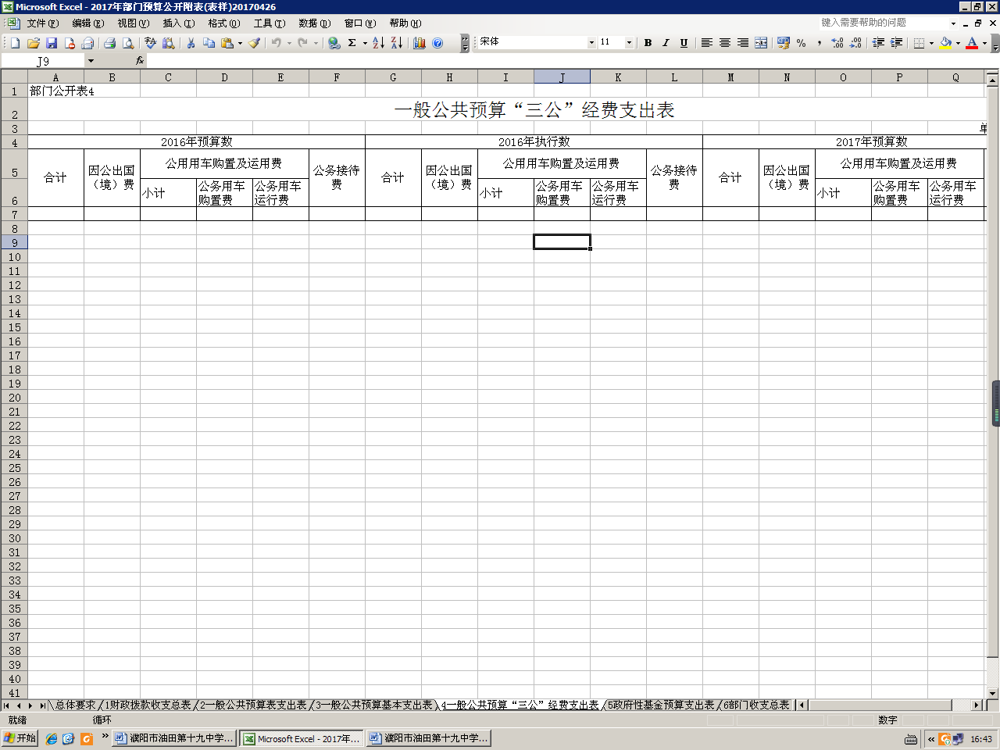 Microsoft Excel - 2017年部门预算公开附表(表样)20170426
文件(F) 编辑(E) 视图(V) 插入(I) 格式(O) 工具(T) 数据(D) 窗口(W) 帮助(H) 键入需要帮助的问题
宋体 11 B I U
J9 fx
A B C D E F G H I J K L M N O P Q
1 部门公开表4
2 一般公共预算“三公”经费支出表
3
4 2016年预算数 2016年执行数 2017年预算数
5 合计 因公出国（境）费 公用用车购置及运用费 公务接待费 合计 因公出国（境）费 公用用车购置及运用费 公务接待费 合计 因公出国（境）费 公用用车购置及运用费
6 小计 公务用车购置费 公务用车运行费 小计 公务用车购置费 公务用车运行费 小计 公务用车购置费 公务用车运行费
7
8
9
10
11
12
13
14
15
16
17
18
19
20
21
22
23
24
25
26
27
28
29
30
31
32
33
34
35
36
37
38
39
40
41
总体要求 1财政拨款收支总表 2一般公共预算表支出表 3一般公共预算基本支出表 4一般公共预算“三公”经费支出表 5政府性基金预算支出表 6部门收支总表
就绪 循环 数字
开始 濮阳市油田第十九中学... Microsoft Excel - 2017年... 濮阳市油田第十九中学... 16:43